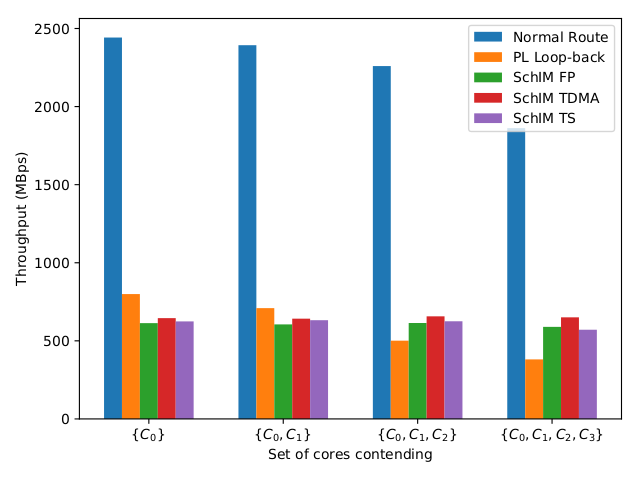 Throughput (MBps)
2500
2000
1500
1000
500
0
Normal Route
PL Loop-back
SchIM FP
SchIM TDMA
SchIM TS
{C₀} {C₀, C₁} {C₀, C₁, C₂} {C₀, C₁, C₂, C₃}
Set of cores contending